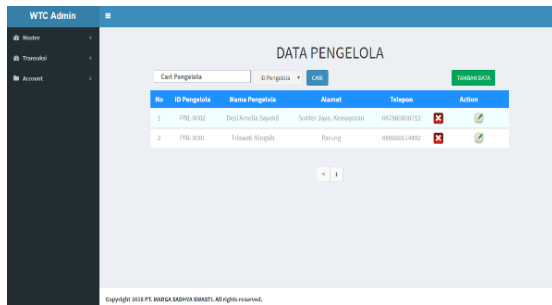 WTC Admin
Master
Transaksi
Account
DATA PENGELOLA
Cari Pengelola ID Pengelola CARI TAMBAH DATA
No ID Pengelola Nama Pengelola Alamat Telepon Action
1 PNL-0002 Desi Amelia Sayekti Sunter Jaya, Kemayoran
2 PNL-0001 Triswati Ningsih Parung
< 1
Copyright 2018 PT. MARGA SADHYA SWASTI. All rights reserved.